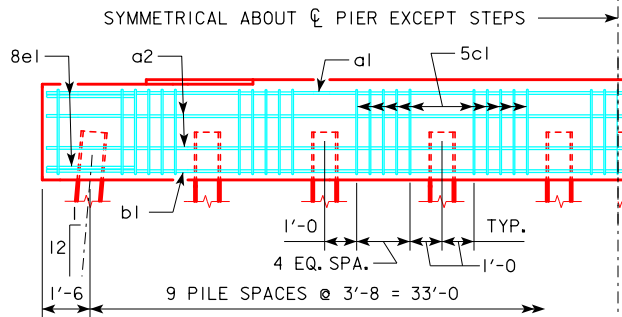 SYMMETRICAL ABOUT ℄ PIER EXCEPT STEPS
8e1 a2 a1 5c1
b1
1
12
1'-0 TYP.
4 EQ. SPA. 1'-0
1'-6 9 PILE SPACES @ 3'-8 = 33'-0